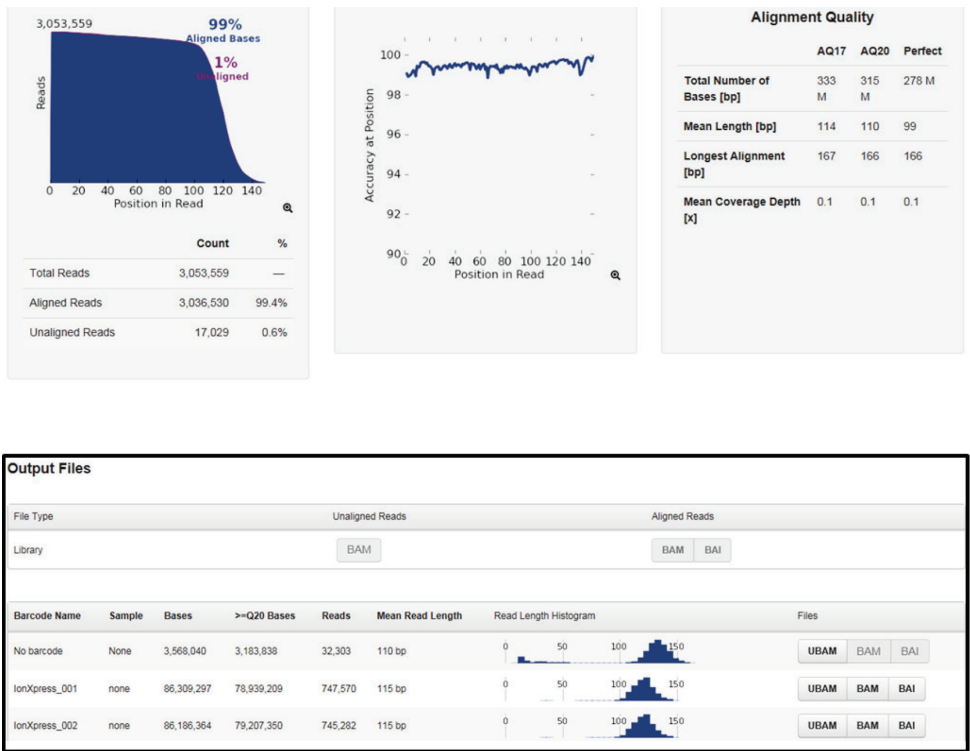 3,053,559
99%
Aligned Bases
1%
Unaligned
Reads
0 20 40 60 80 100 120 140
Position in Read
Count %
Total Reads 3,053,559 —
Aligned Reads 3,036,530 99.4%
Unaligned Reads 17,029 0.6%
Accuracy at Position
100
98
96
94
92
90
0 20 40 60 80 100 120 140
Position in Read
Alignment Quality
AQ17 AQ20 Perfect
Total Number of Bases [bp] 333 M 315 M 278 M
Mean Length [bp] 114 110 99
Longest Alignment [bp] 167 166 166
Mean Coverage Depth [x] 0.1 0.1 0.1
Output Files
File Type Unaligned Reads Aligned Reads
Library BAM BAM BAI
Barcode Name Sample Bases >=Q20 Bases Reads Mean Read Length Read Length Histogram Files
No barcode None 3,568,040 3,183,838 32,303 110 bp 0 50 100 150 UBAM BAM BAI
IonXpress_001 none 86,309,297 78,939,209 747,570 115 bp 0 50 100 150 UBAM BAM BAI
IonXpress_002 none 86,186,364 79,207,350 745,282 115 bp 0 50 100 150 UBAM BAM BAI